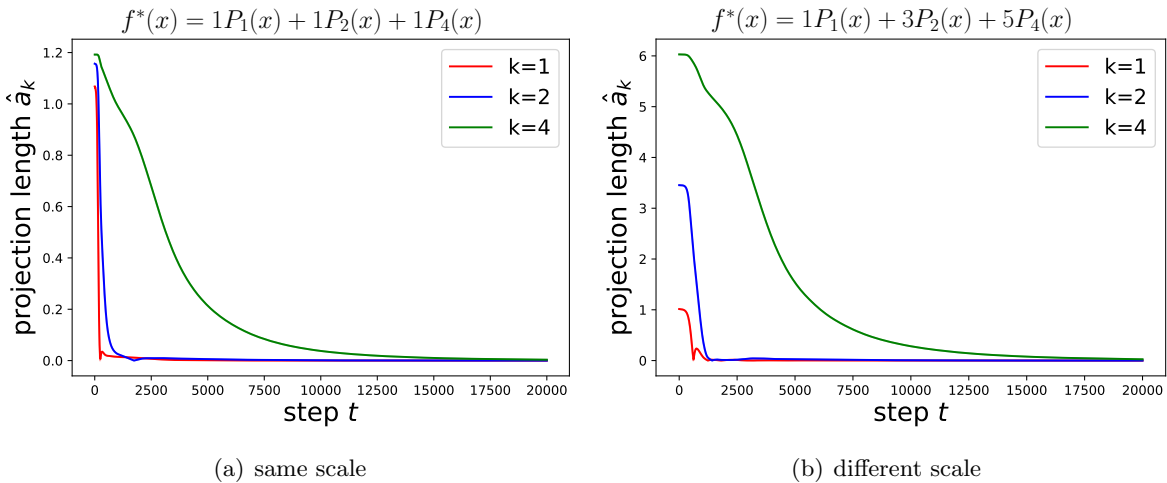 f*(x) = 1P₁(x) + 1P₂(x) + 1P₄(x)
projection length âₖ
1.2
1.0
0.8
0.6
0.4
0.2
0.0
k=1
k=2
k=4
0 2500 5000 7500 10000 12500 15000 17500 20000
step t
(a) same scale
f*(x) = 1P₁(x) + 3P₂(x) + 5P₄(x)
projection length âₖ
6
5
4
3
2
1
0
k=1
k=2
k=4
0 2500 5000 7500 10000 12500 15000 17500 20000
step t
(b) different scale